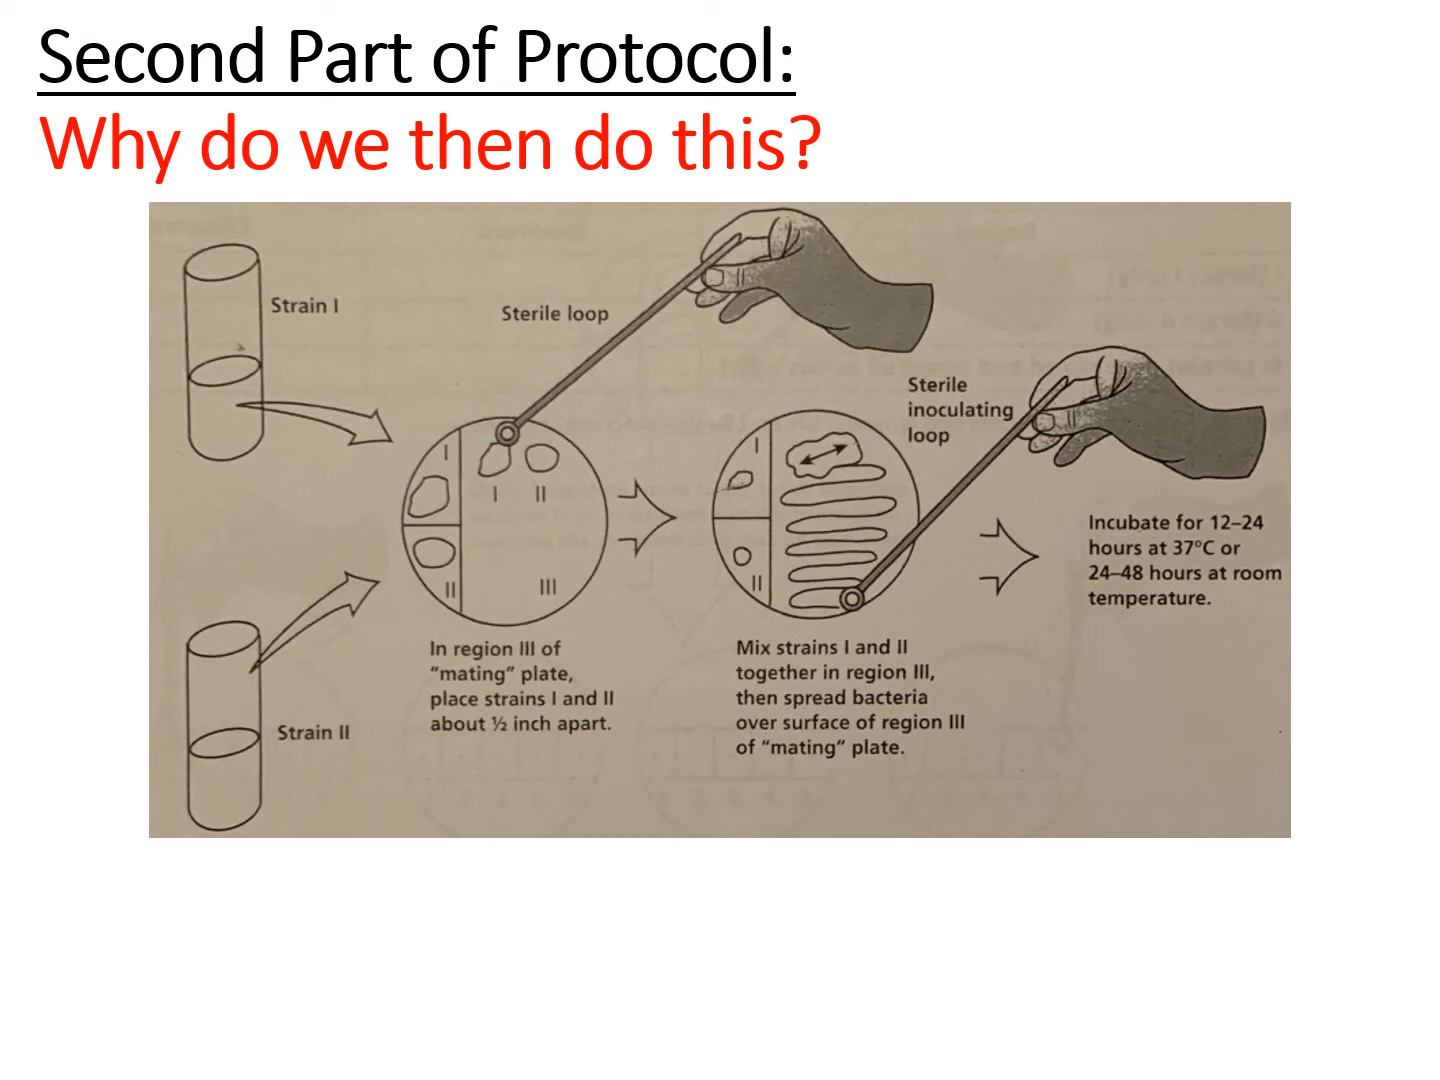 Second Part of Protocol:
Why do we then do this?
Strain I
Sterile loop
Sterile
inoculating
loop
I
I II
II
III
I
II
Incubate for 12–24
hours at 37ºC or
24–48 hours at room
temperature.
In region III of
“mating” plate,
place strains I and II
about ½ inch apart.
Mix strains I and II
together in region III,
then spread bacteria
over surface of region III
of “mating” plate.
Strain II